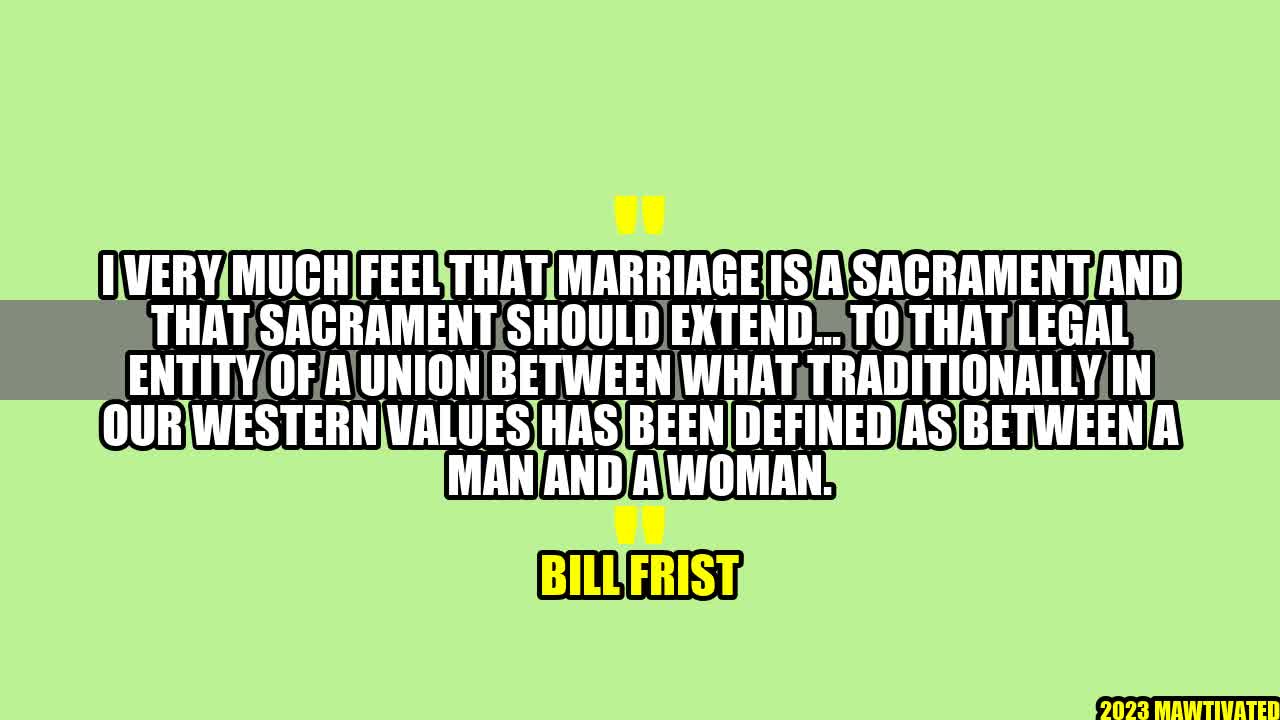 "
I VERY MUCH FEEL THAT MARRIAGE IS A SACRAMENT AND
THAT SACRAMENT SHOULD EXTEND... TO THAT LEGAL
ENTITY OF A UNION BETWEEN WHAT TRADITIONALLY IN
OUR WESTERN VALUES HAS BEEN DEFINED AS BETWEEN A
MAN AND A WOMAN.
"
BILL FRIST
2023 MAWTIVATED